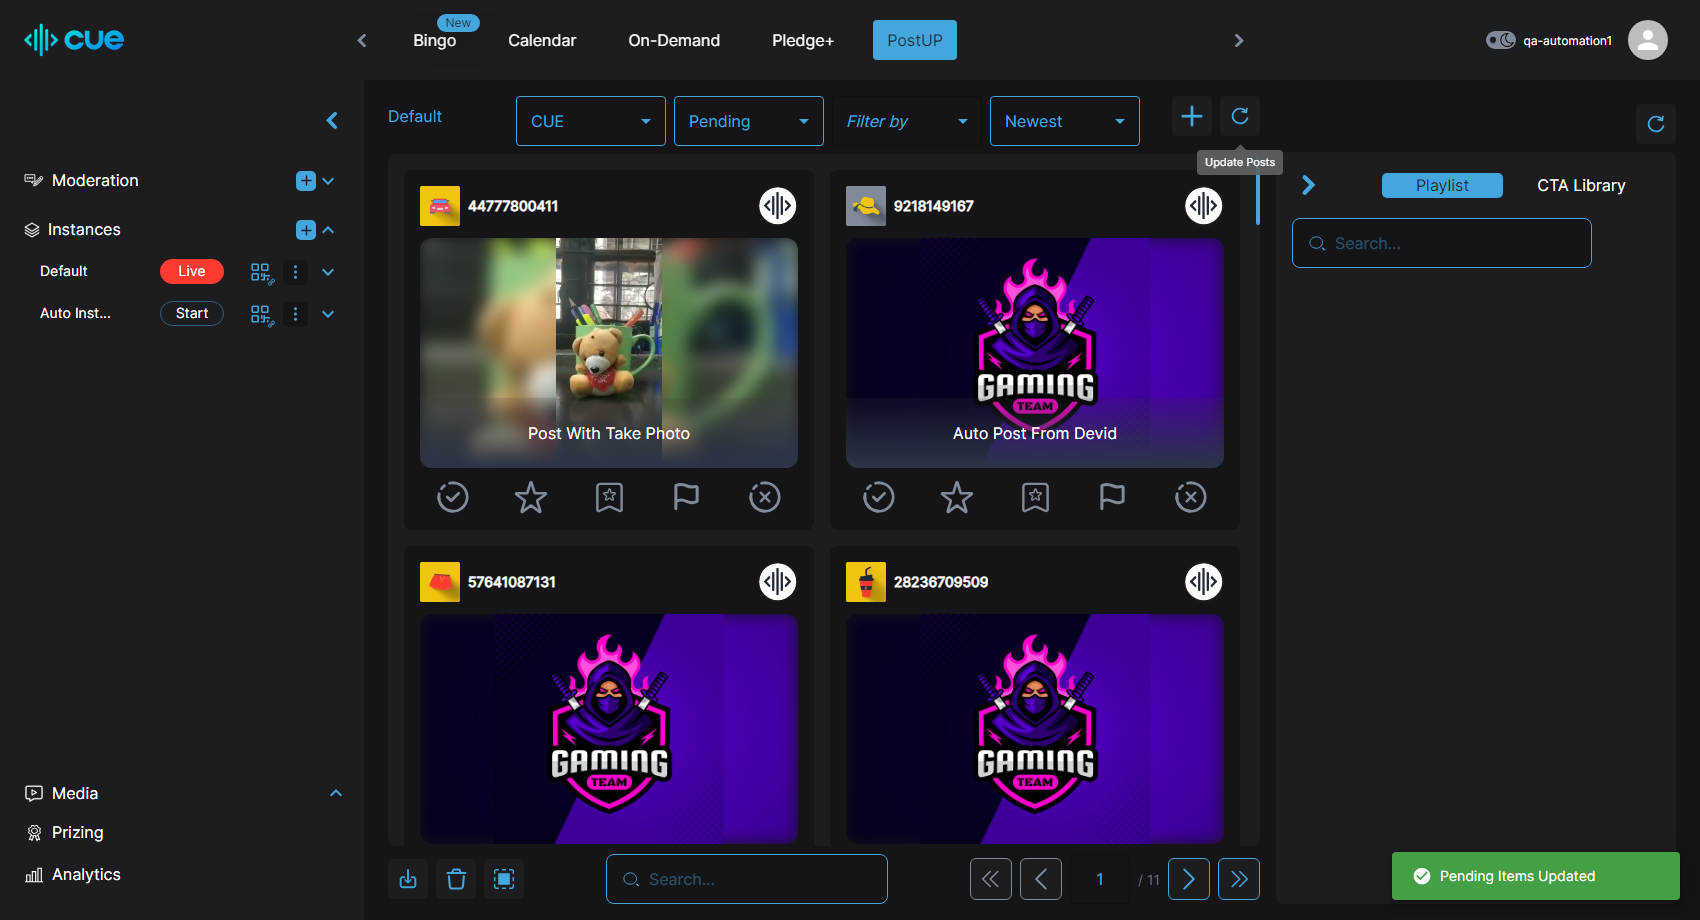 cue
New
Bingo
Calendar
On-Demand
Pledge+
PostUP
qa-automation1
Default
CUE
Pending
Filter by
Newest
Update Posts
Moderation
Instances
Default
Live
Auto Inst...
Start
Playlist
CTA Library
Search...
44777800411
Post With Take Photo
9218149167
GAMING
TEAM
Auto Post From Devid
57641087131
GAMING
TEAM
28236709509
GAMING
TEAM
Media
Prizing
Analytics
Search...
1
/ 11
Pending Items Updated